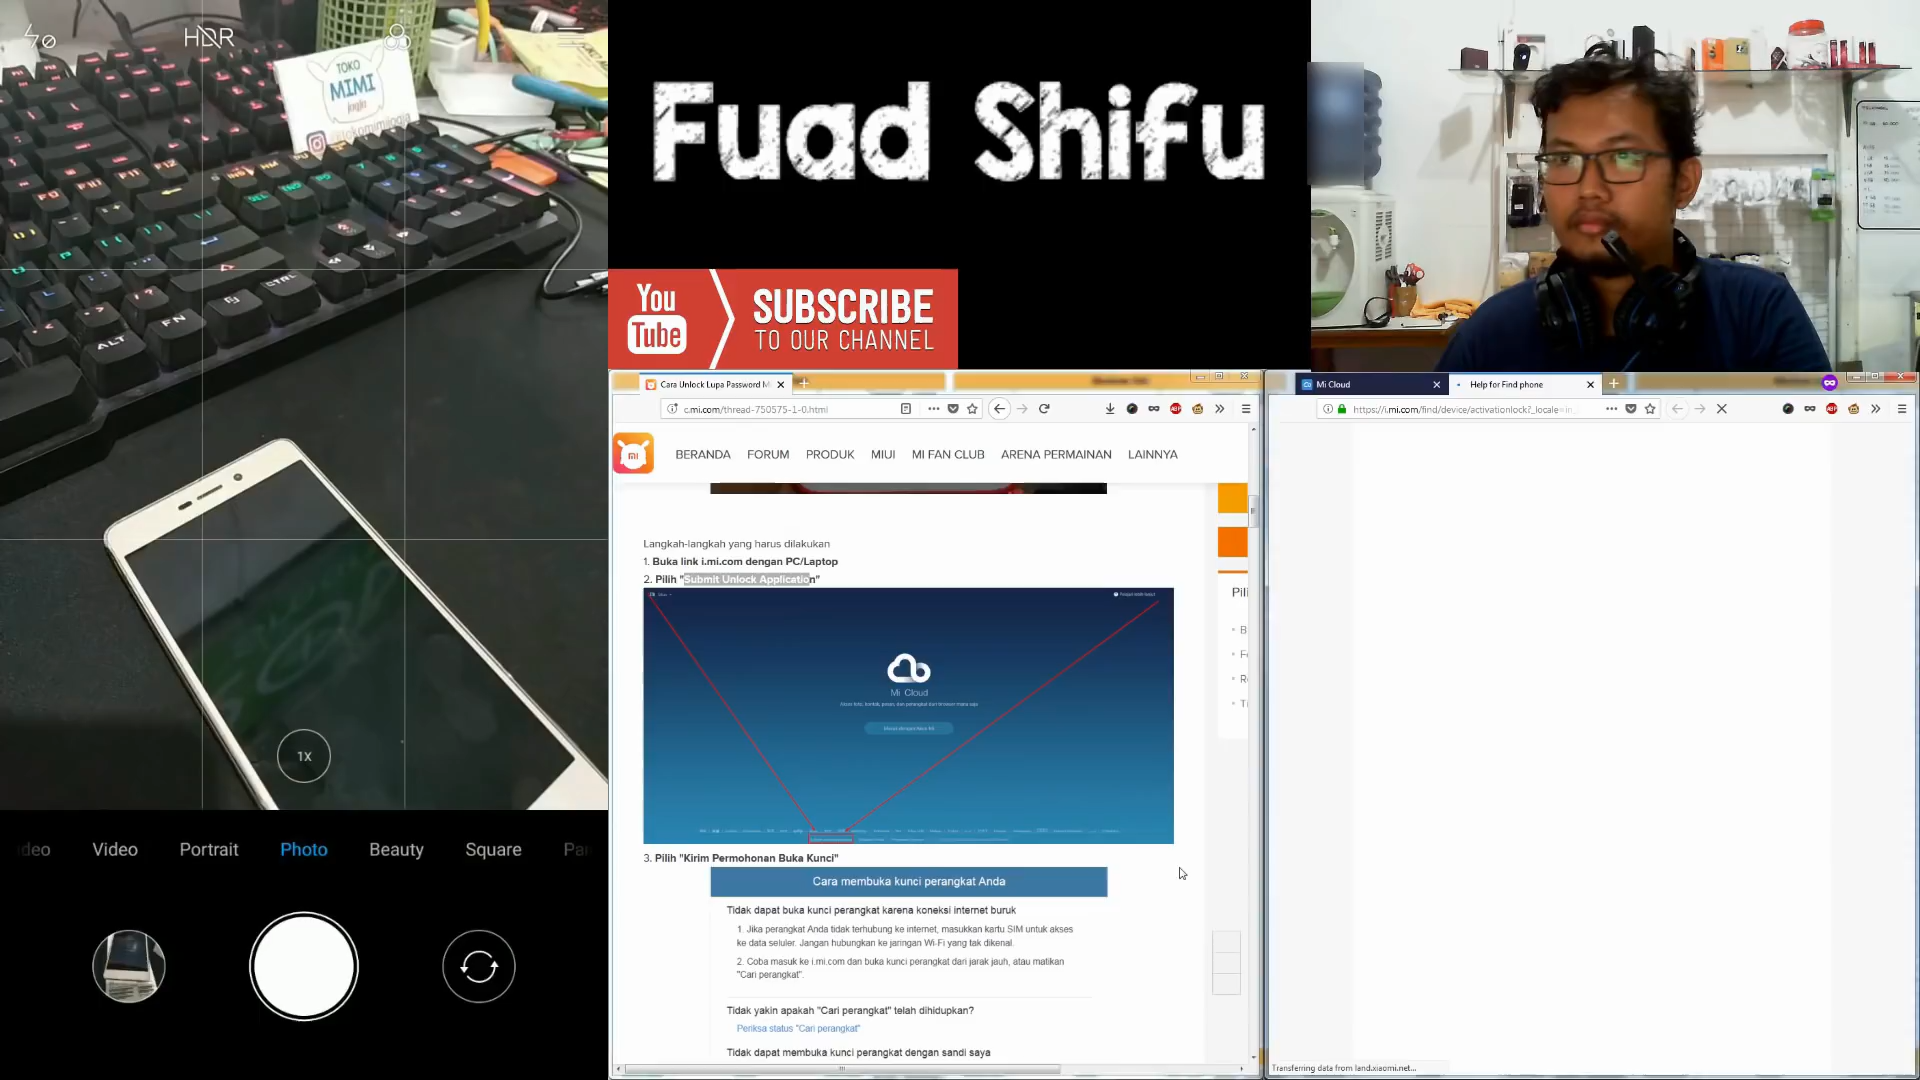 HDR
TOKO
MIMI
jogja
tokomimijogja
ALT
FN
CTRL
1X
Video
Portrait
Photo
Beauty
Square
Fuad Shifu
You
Tube
SUBSCRIBE
TO OUR CHANNEL
Cara Unlock Lupa Password M
c.mi.com/thread-750575-1-0.html
BERANDA
FORUM
PRODUK
MIUI
MI FAN CLUB
ARENA PERMAINAN
LAINNYA
Langkah-langkah yang harus dilakukan
1. Buka link i.mi.com dengan PC/Laptop
2. Pilih "Submit Unlock Application"
Mi Cloud
3. Pilih "Kirim Permohonan Buka Kunci"
Cara membuka kunci perangkat Anda
Tidak dapat buka kunci perangkat karena koneksi internet buruk
1. Jika perangkat Anda tidak terhubung ke internet, masukkan kartu SIM untuk akses
ke data seluler. Jangan hubungkan ke jaringan Wi-Fi yang tak dikenal.
2. Coba masuk ke i.mi.com dan buka kunci perangkat dari jarak jauh, atau matikan
"Cari perangkat".
Tidak yakin apakah "Cari perangkat" telah dihidupkan?
Periksa status "Cari perangkat"
Tidak dapat membuka kunci perangkat dengan sandi saya
Pili
Mi Cloud
Help for Find phone
https://i.mi.com/find/device/activationlock?_locale=in_
Transferring data from land.xiaomi.net...